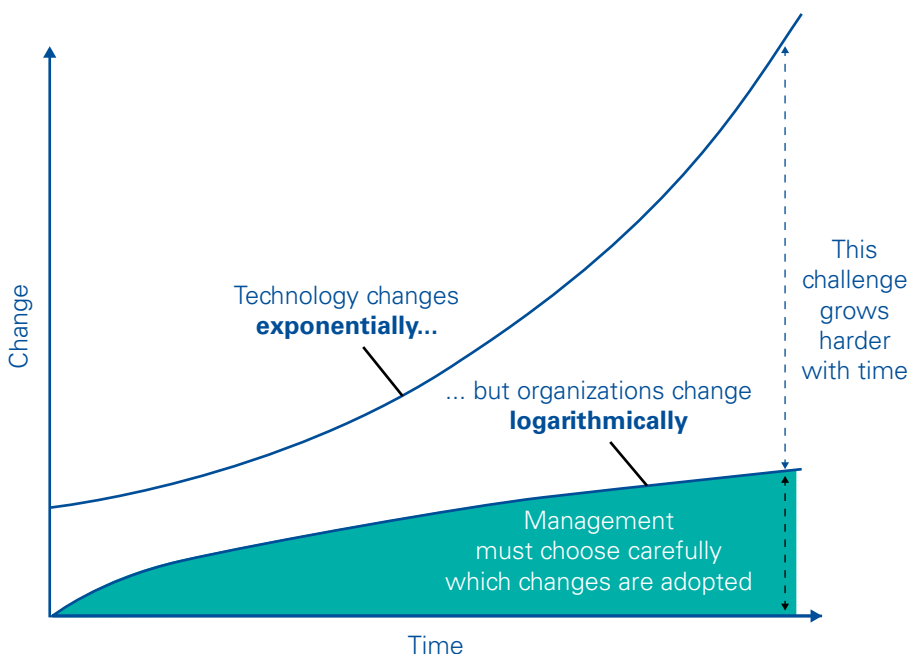 Change
Technology changes
exponentially...
... but organizations change
logarithmically
This
challenge
grows
harder
with time
Management
must choose carefully
which changes are adopted
Time